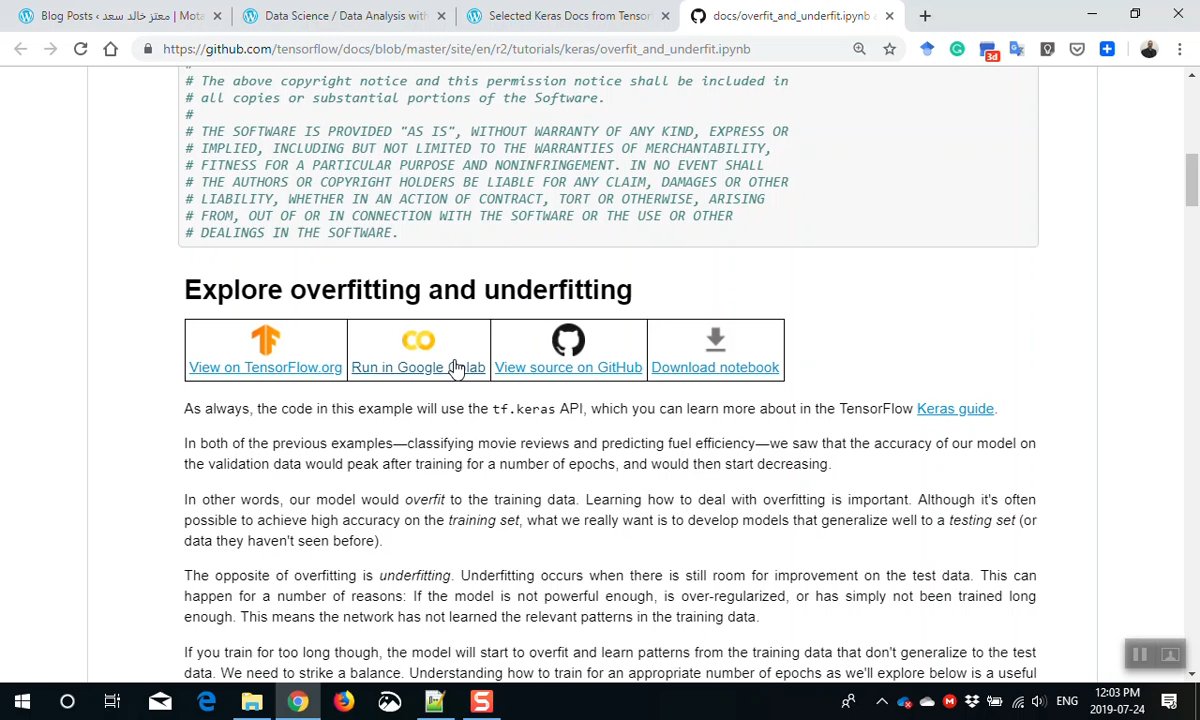 Blog Posts ‹ معتز خالد سعد | Mota
Data Science / Data Analysis with
Selected Keras Docs from Tensor
docs/overfit_and_underfit.ipynb a
https://github.com/tensorflow/docs/blob/master/site/en/r2/tutorials/keras/overfit_and_underfit.ipynb
3d
#
# The above copyright notice and this permission notice shall be included in
# all copies or substantial portions of the Software.
#
# THE SOFTWARE IS PROVIDED "AS IS", WITHOUT WARRANTY OF ANY KIND, EXPRESS OR
# IMPLIED, INCLUDING BUT NOT LIMITED TO THE WARRANTIES OF MERCHANTABILITY,
# FITNESS FOR A PARTICULAR PURPOSE AND NONINFRINGEMENT. IN NO EVENT SHALL
# THE AUTHORS OR COPYRIGHT HOLDERS BE LIABLE FOR ANY CLAIM, DAMAGES OR OTHER
# LIABILITY, WHETHER IN AN ACTION OF CONTRACT, TORT OR OTHERWISE, ARISING
# FROM, OUT OF OR IN CONNECTION WITH THE SOFTWARE OR THE USE OR OTHER
# DEALINGS IN THE SOFTWARE.
Explore overfitting and underfitting
View on TensorFlow.org
Run in Google Colab
View source on GitHub
Download notebook
As always, the code in this example will use the tf.keras API, which you can learn more about in the TensorFlow Keras guide.
In both of the previous examples—classifying movie reviews and predicting fuel efficiency—we saw that the accuracy of our model on
the validation data would peak after training for a number of epochs, and would then start decreasing.
In other words, our model would overfit to the training data. Learning how to deal with overfitting is important. Although it's often
possible to achieve high accuracy on the training set, what we really want is to develop models that generalize well to a testing set (or
data they haven't seen before).
The opposite of overfitting is underfitting. Underfitting occurs when there is still room for improvement on the test data. This can
happen for a number of reasons: If the model is not powerful enough, is over-regularized, or has simply not been trained long
enough. This means the network has not learned the relevant patterns in the training data.
If you train for too long though, the model will start to overfit and learn patterns from the training data that don't generalize to the test
data. We need to strike a balance. Understanding how to train for an appropriate number of epochs as we'll explore below is a useful
ENG
12:03 PM
2019-07-24